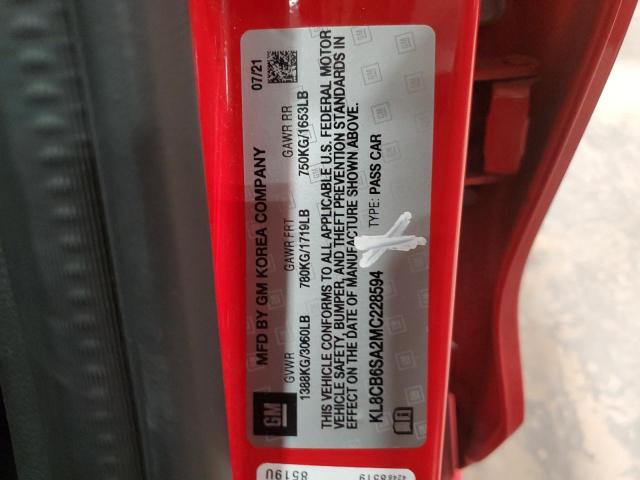 GM
MFD BY GM KOREA COMPANY 07/21
GVWR GAWR FRT GAWR RR
1388KG/3060LB 780KG/1719LB 750KG/1653LB
THIS VEHICLE CONFORMS TO ALL APPLICABLE U.S. FEDERAL MOTOR
VEHICLE SAFETY, BUMPER, AND THEFT PREVENTION STANDARDS IN
EFFECT ON THE DATE OF MANUFACTURE SHOWN ABOVE.
KL8CB6SA2MC228594 TYPE: PASS CAR
8519U
42488519